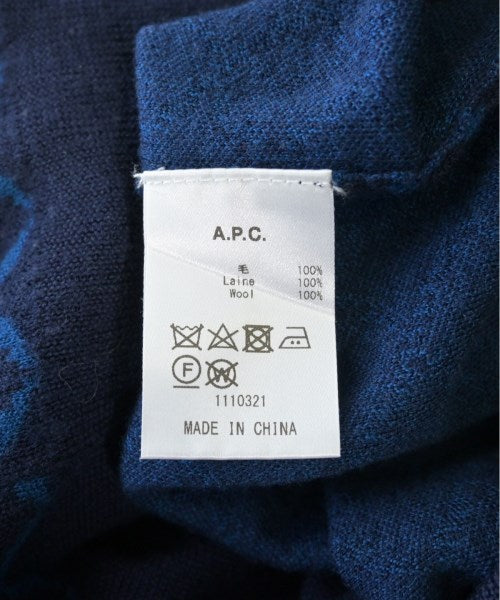 A.P.C.
毛 100%
Laine 100%
Wool 100%
F W
1110321
MADE IN CHINA